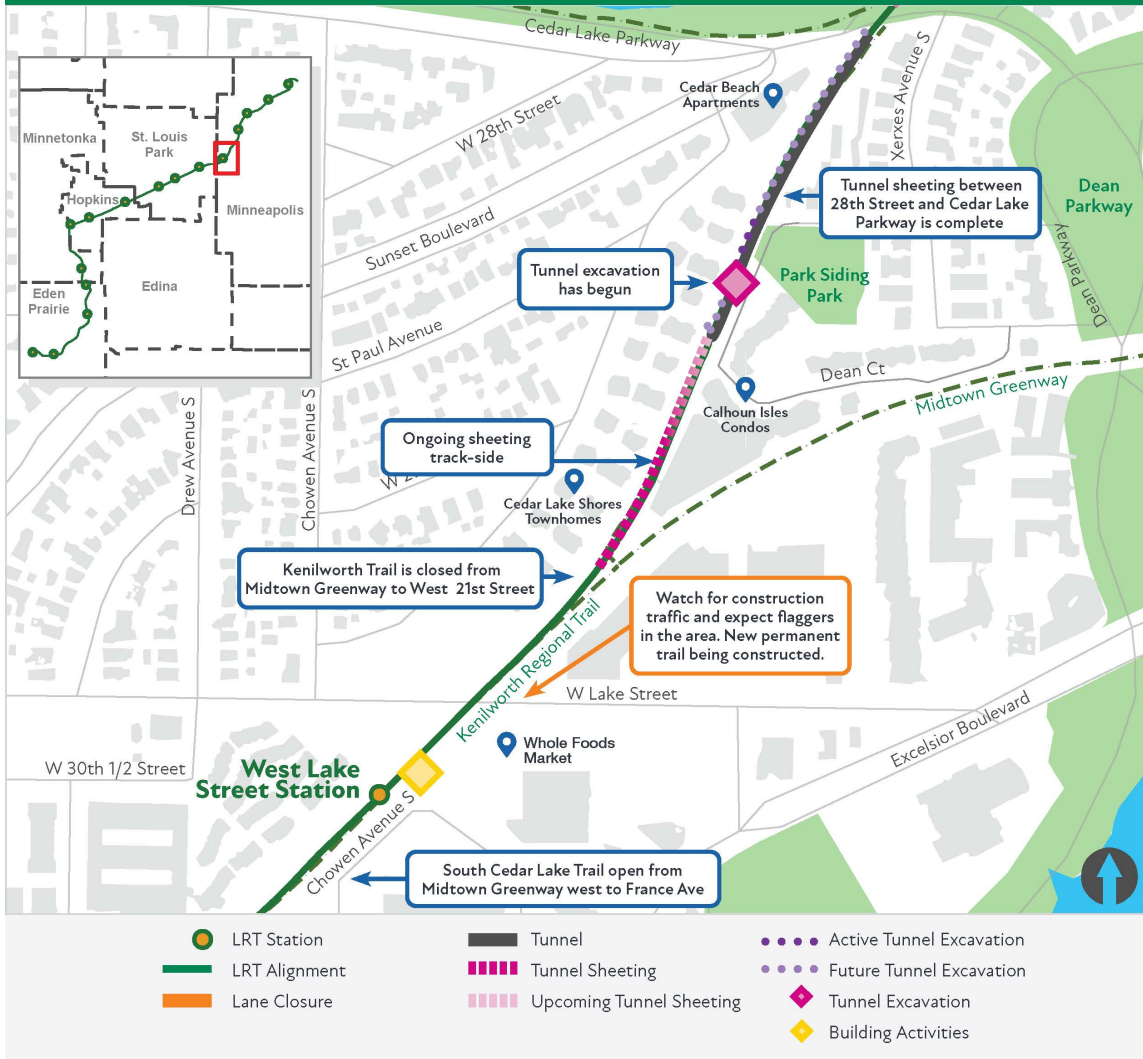 Cedar Lake Parkway
Xerxes Avenue S
Cedar Beach
Apartments
W 28th Street
Minnetonka
St. Louis
Park
Hopkins
Minneapolis
Edina
Eden
Prairie
Tunnel sheeting between
28th Street and Cedar Lake
Parkway is complete
Dean
Parkway
Sunset Boulevard
Dean Parkway
Tunnel excavation
has begun
Park Siding
Park
St Paul Avenue
Dean Ct
Midtown Greenway
Calhoun Isles
Condos
Drew Avenue S
Chowen Avenue S
Ongoing sheeting
track-side
Cedar Lake Shores
Townhomes
Kenilworth Trail is closed from
Midtown Greenway to West 21st Street
Watch for construction
traffic and expect flaggers
in the area. New permanent
trail being constructed.
Kenilworth Regional Trail
W Lake Street
Excelsior Boulevard
Whole Foods
Market
W 30th 1/2 Street
West Lake
Street Station
Chowen Avenue S
South Cedar Lake Trail open from
Midtown Greenway west to France Ave
LRT Station
LRT Alignment
Lane Closure
Tunnel
Tunnel Sheeting
Upcoming Tunnel Sheeting
Active Tunnel Excavation
Future Tunnel Excavation
Tunnel Excavation
Building Activities